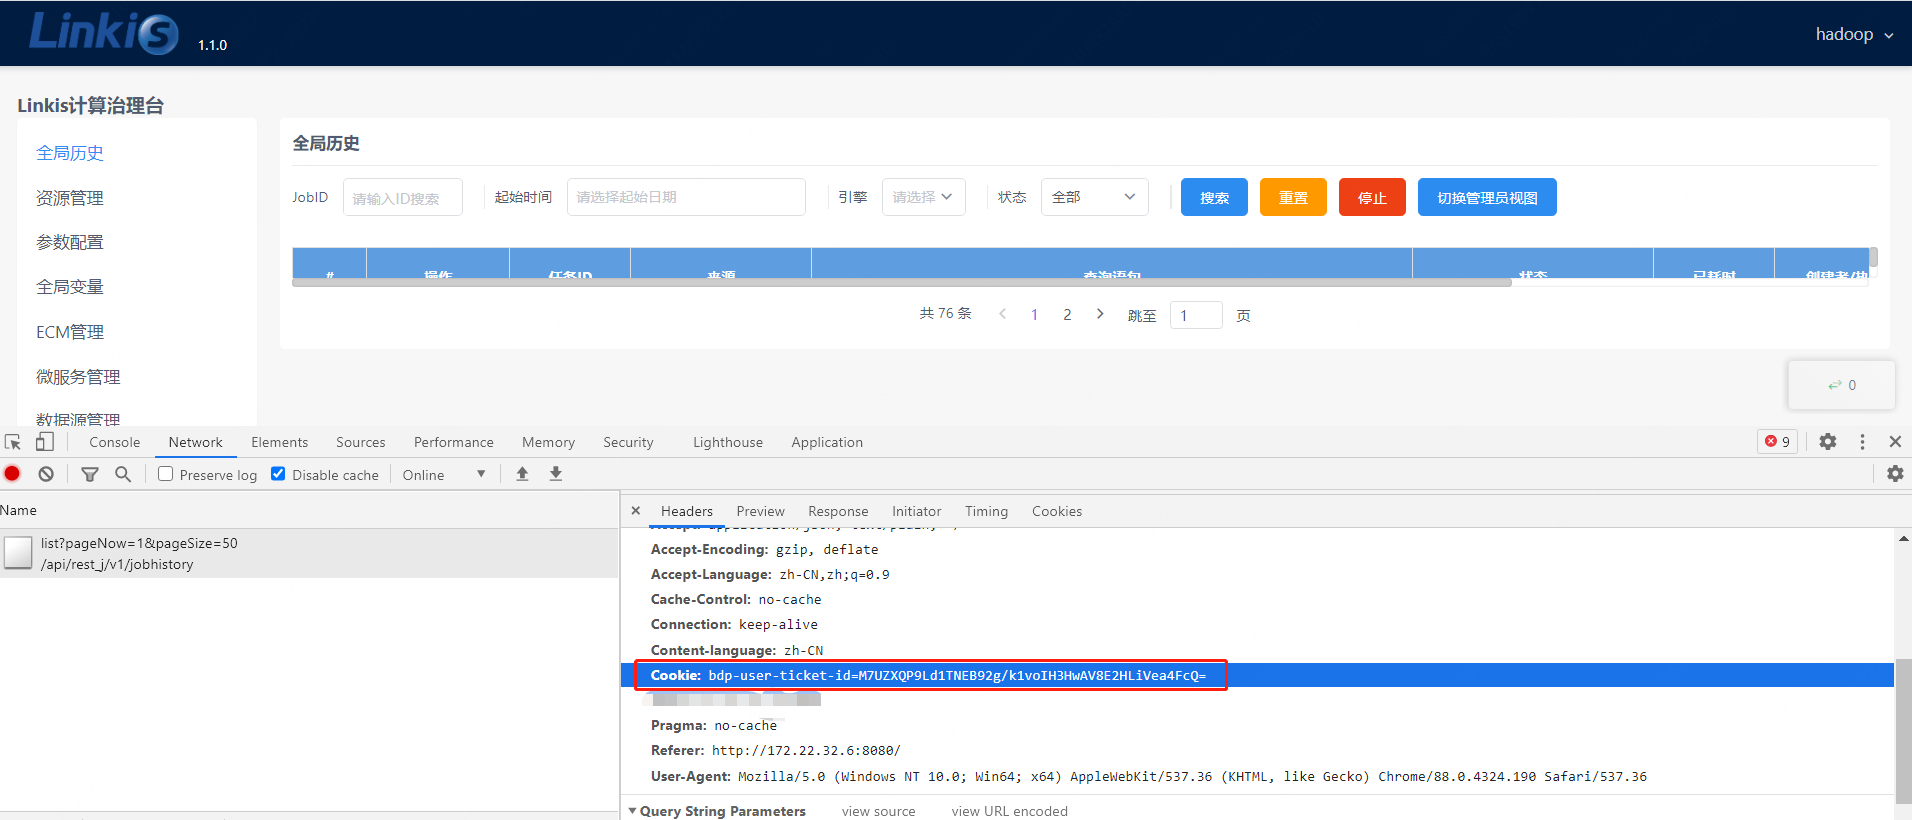 Linkis 1.1.0
hadoop
Linkis计算治理台
全局历史
资源管理
参数配置
全局变量
ECM管理
微服务管理
数据源管理
全局历史
JobID 请输入ID搜索 起始时间 请选择起始日期 引擎 请选择 状态 全部 搜索 重置 停止 切换管理员视图
# 操作 任务ID 来源 查询语句 状态 已耗时
共 76 条 1 2 跳至 1 页
0
Console Network Elements Sources Performance Memory Security Lighthouse Application 9
Preserve log Disable cache Online
Name
list?pageNow=1&pageSize=50
/api/rest_j/v1/jobhistory
Headers Preview Response Initiator Timing Cookies
Accept-Encoding: gzip, deflate
Accept-Language: zh-CN,zh;q=0.9
Cache-Control: no-cache
Connection: keep-alive
Content-language: zh-CN
Cookie: bdp-user-ticket-id=M7UZXQP9Ld1TNEB92g/k1voIH3HwAV8E2HLiVea4FcQ=
Pragma: no-cache
Referer: http://172.22.32.6:8080/
User-Agent: Mozilla/5.0 (Windows NT 10.0; Win64; x64) AppleWebKit/537.36 (KHTML, like Gecko) Chrome/88.0.4324.190 Safari/537.36
Query String Parameters view source view URL encoded